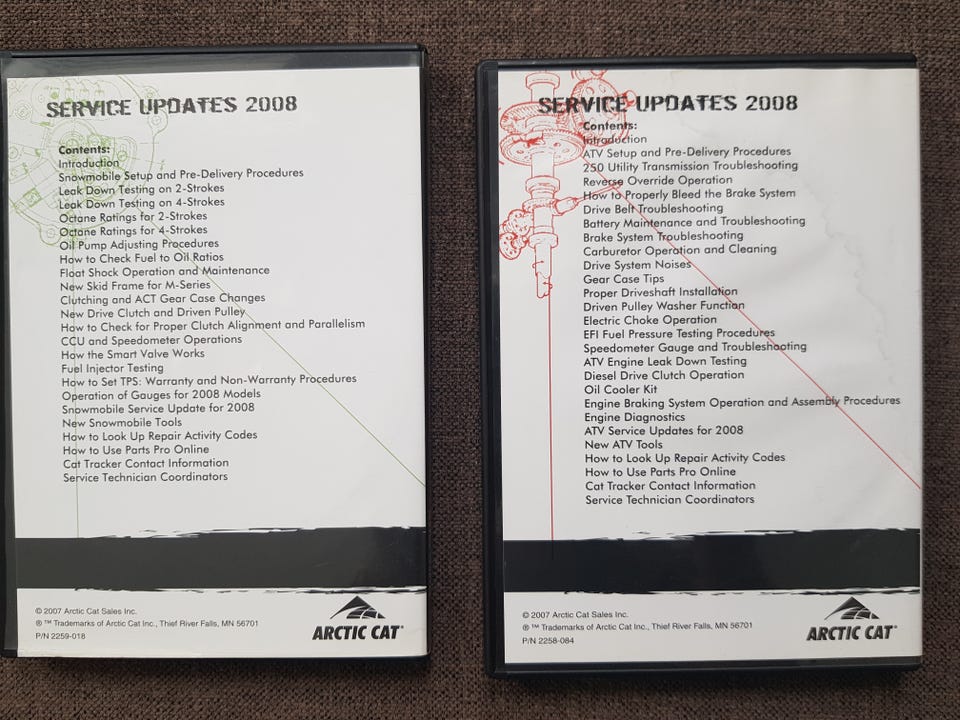 SERVICE UPDATES 2008
Contents:
Introduction
Snowmobile Setup and Pre-Delivery Procedures
Leak Down Testing on 2-Strokes
Leak Down Testing on 4-Strokes
Octane Ratings for 2-Strokes
Octane Ratings for 4-Strokes
Oil Pump Adjusting Procedures
How to Check Fuel to Oil Ratios
Float Shock Operation and Maintenance
New Skid Frame for M-Series
Clutching and ACT Gear Case Changes
New Drive Clutch and Driven Pulley
How to Check for Proper Clutch Alignment and Parallelism
CCU and Speedometer Operations
How the Smart Valve Works
Fuel Injector Testing
How to Set TPS: Warranty and Non-Warranty Procedures
Operation of Gauges for 2008 Models
Snowmobile Service Update for 2008
New Snowmobile Tools
How to Look Up Repair Activity Codes
How to Use Parts Pro Online
Cat Tracker Contact Information
Service Technician Coordinators
© 2007 Arctic Cat Sales Inc.
® ™ Trademarks of Arctic Cat Inc., Thief River Falls, MN 56701
P/N 2259-018
ARCTIC CAT®
SERVICE UPDATES 2008
Contents:
Introduction
ATV Setup and Pre-Delivery Procedures
250 Utility Transmission Troubleshooting
Reverse Override Operation
How to Properly Bleed the Brake System
Drive Belt Troubleshooting
Battery Maintenance and Troubleshooting
Brake System Troubleshooting
Carburetor Operation and Cleaning
Drive System Noises
Gear Case Tips
Proper Driveshaft Installation
Driven Pulley Washer Function
Electric Choke Operation
EFI Fuel Pressure Testing Procedures
Speedometer Gauge and Troubleshooting
ATV Engine Leak Down Testing
Diesel Drive Clutch Operation
Oil Cooler Kit
Engine Braking System Operation and Assembly Procedures
Engine Diagnostics
ATV Service Updates for 2008
New ATV Tools
How to Look Up Repair Activity Codes
How to Use Parts Pro Online
Cat Tracker Contact Information
Service Technician Coordinators
© 2007 Arctic Cat Sales Inc.
® ™ Trademarks of Arctic Cat Inc., Thief River Falls, MN 56701
P/N 2258-084
ARCTIC CAT®